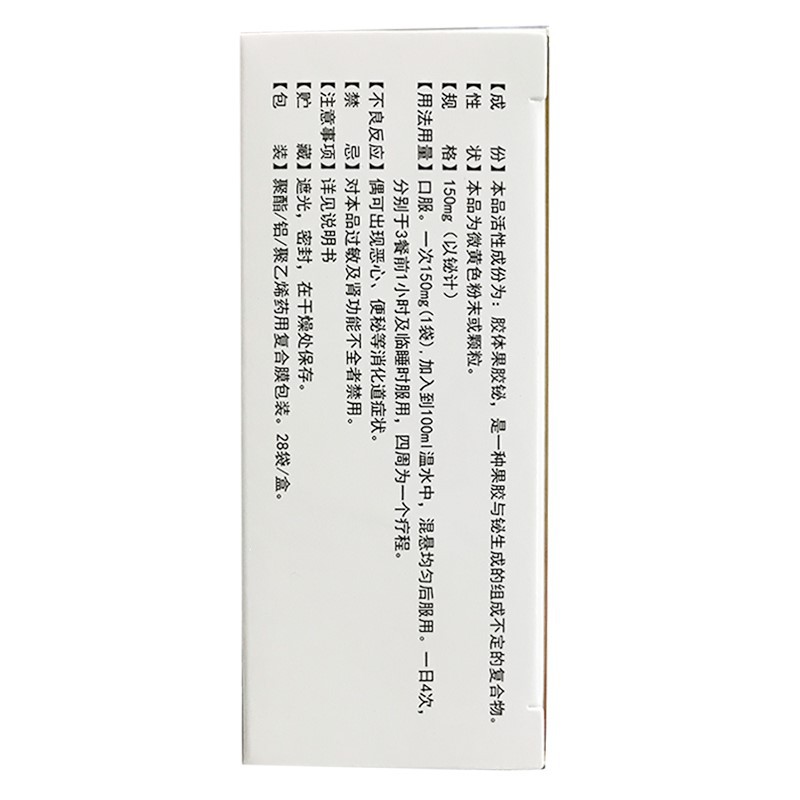 【成　份】本品活性成份为：胶体果胶铋，是一种果胶与铋生成的组成不定的复合物。
【性　状】本品为微黄色粉末或颗粒。
【规　格】150mg（以铋计）
【用法用量】口服。一次150mg(1袋),加入到100ml温水中，混悬均匀后服用。一日4次，
分别于3餐前1小时及临睡时服用，四周为一个疗程。
【不良反应】偶可出现恶心、便秘等消化道症状。
【禁　忌】对本品过敏及肾功能不全者禁用。
【注意事项】详见说明书
【贮　藏】遮光，密封，在干燥处保存。
【包　装】聚酯/铝/聚乙烯药用复合膜包装。28袋/盒。